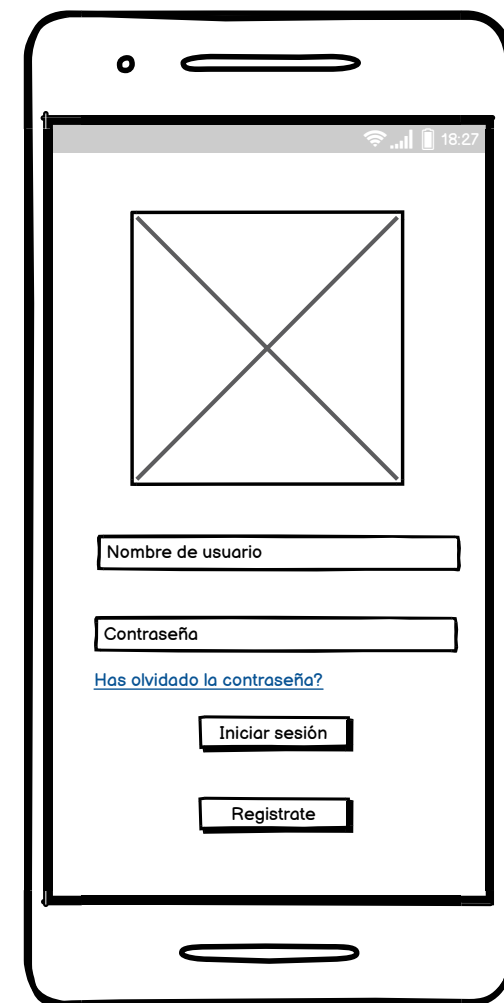 18:27
Nombre de usuario
Contraseña
Has olvidado la contraseña?
Iniciar sesión
Registrate